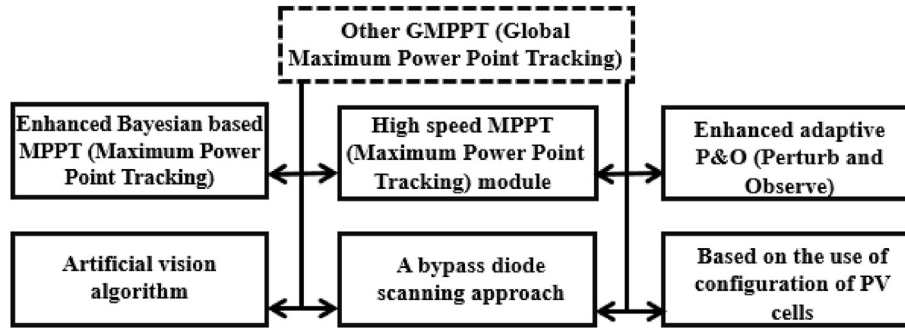 Other GMPPT (Global
Maximum Power Point Tracking)
Enhanced Bayesian based
MPPT (Maximum Power
Point Tracking)
High speed MPPT
(Maximum Power Point
Tracking) module
Enhanced adaptive
P&O (Perturb and
Observe)
Artificial vision
algorithm
A bypass diode
scanning approach
Based on the use of
configuration of PV
cells